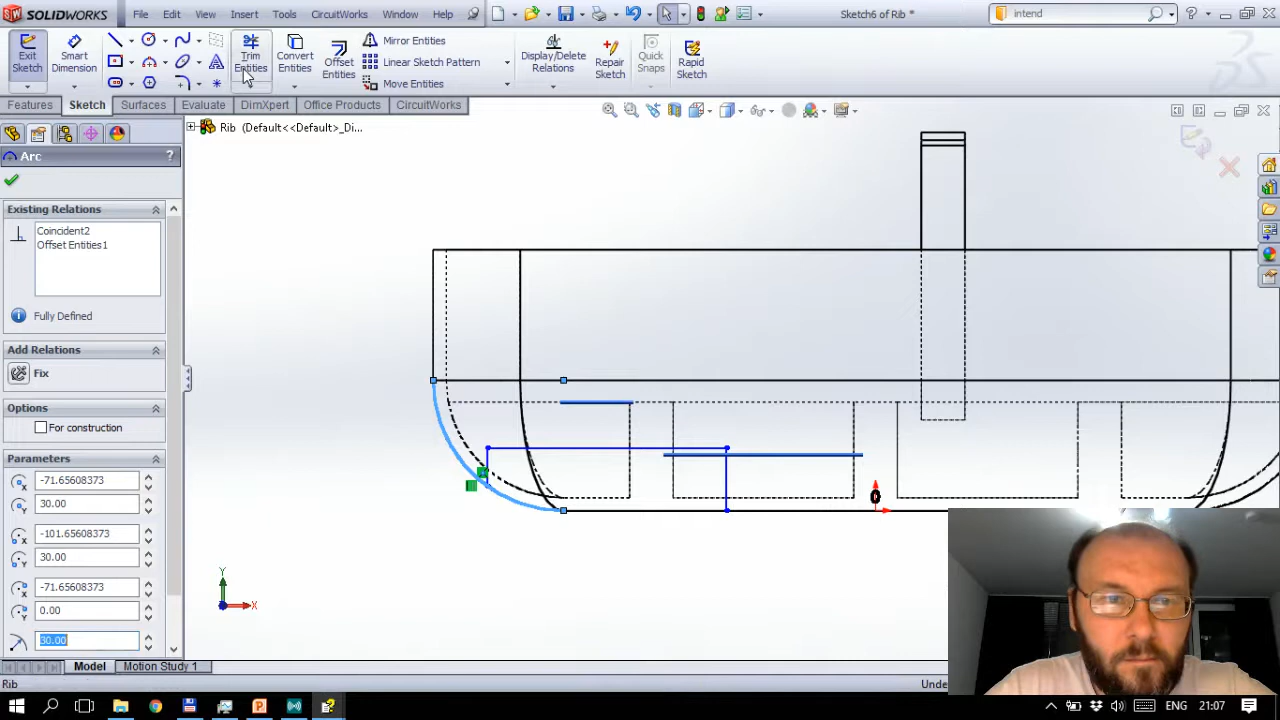 SOLIDWORKS File Edit View Insert Tools CircuitWorks Window Help Sketch6 of Rib * intend
Exit Sketch Smart Dimension Trim Entities Convert Entities Offset Entities Mirror Entities Linear Sketch Pattern Move Entities Display/Delete Relations Repair Sketch Quick Snaps Rapid Sketch
Features Sketch Surfaces Evaluate DimXpert Office Products CircuitWorks
Rib (Default<<Default>_Di...
Arc ?
Existing Relations
Coincident2
Offset Entities1
Fully Defined
Add Relations
Fix
Options
For construction
Parameters
-71.65608373
30.00
-101.65608373
30.00
-71.65608373
0.00
30.00
Y
X
Model Motion Study 1
Rib
ENG 21:07